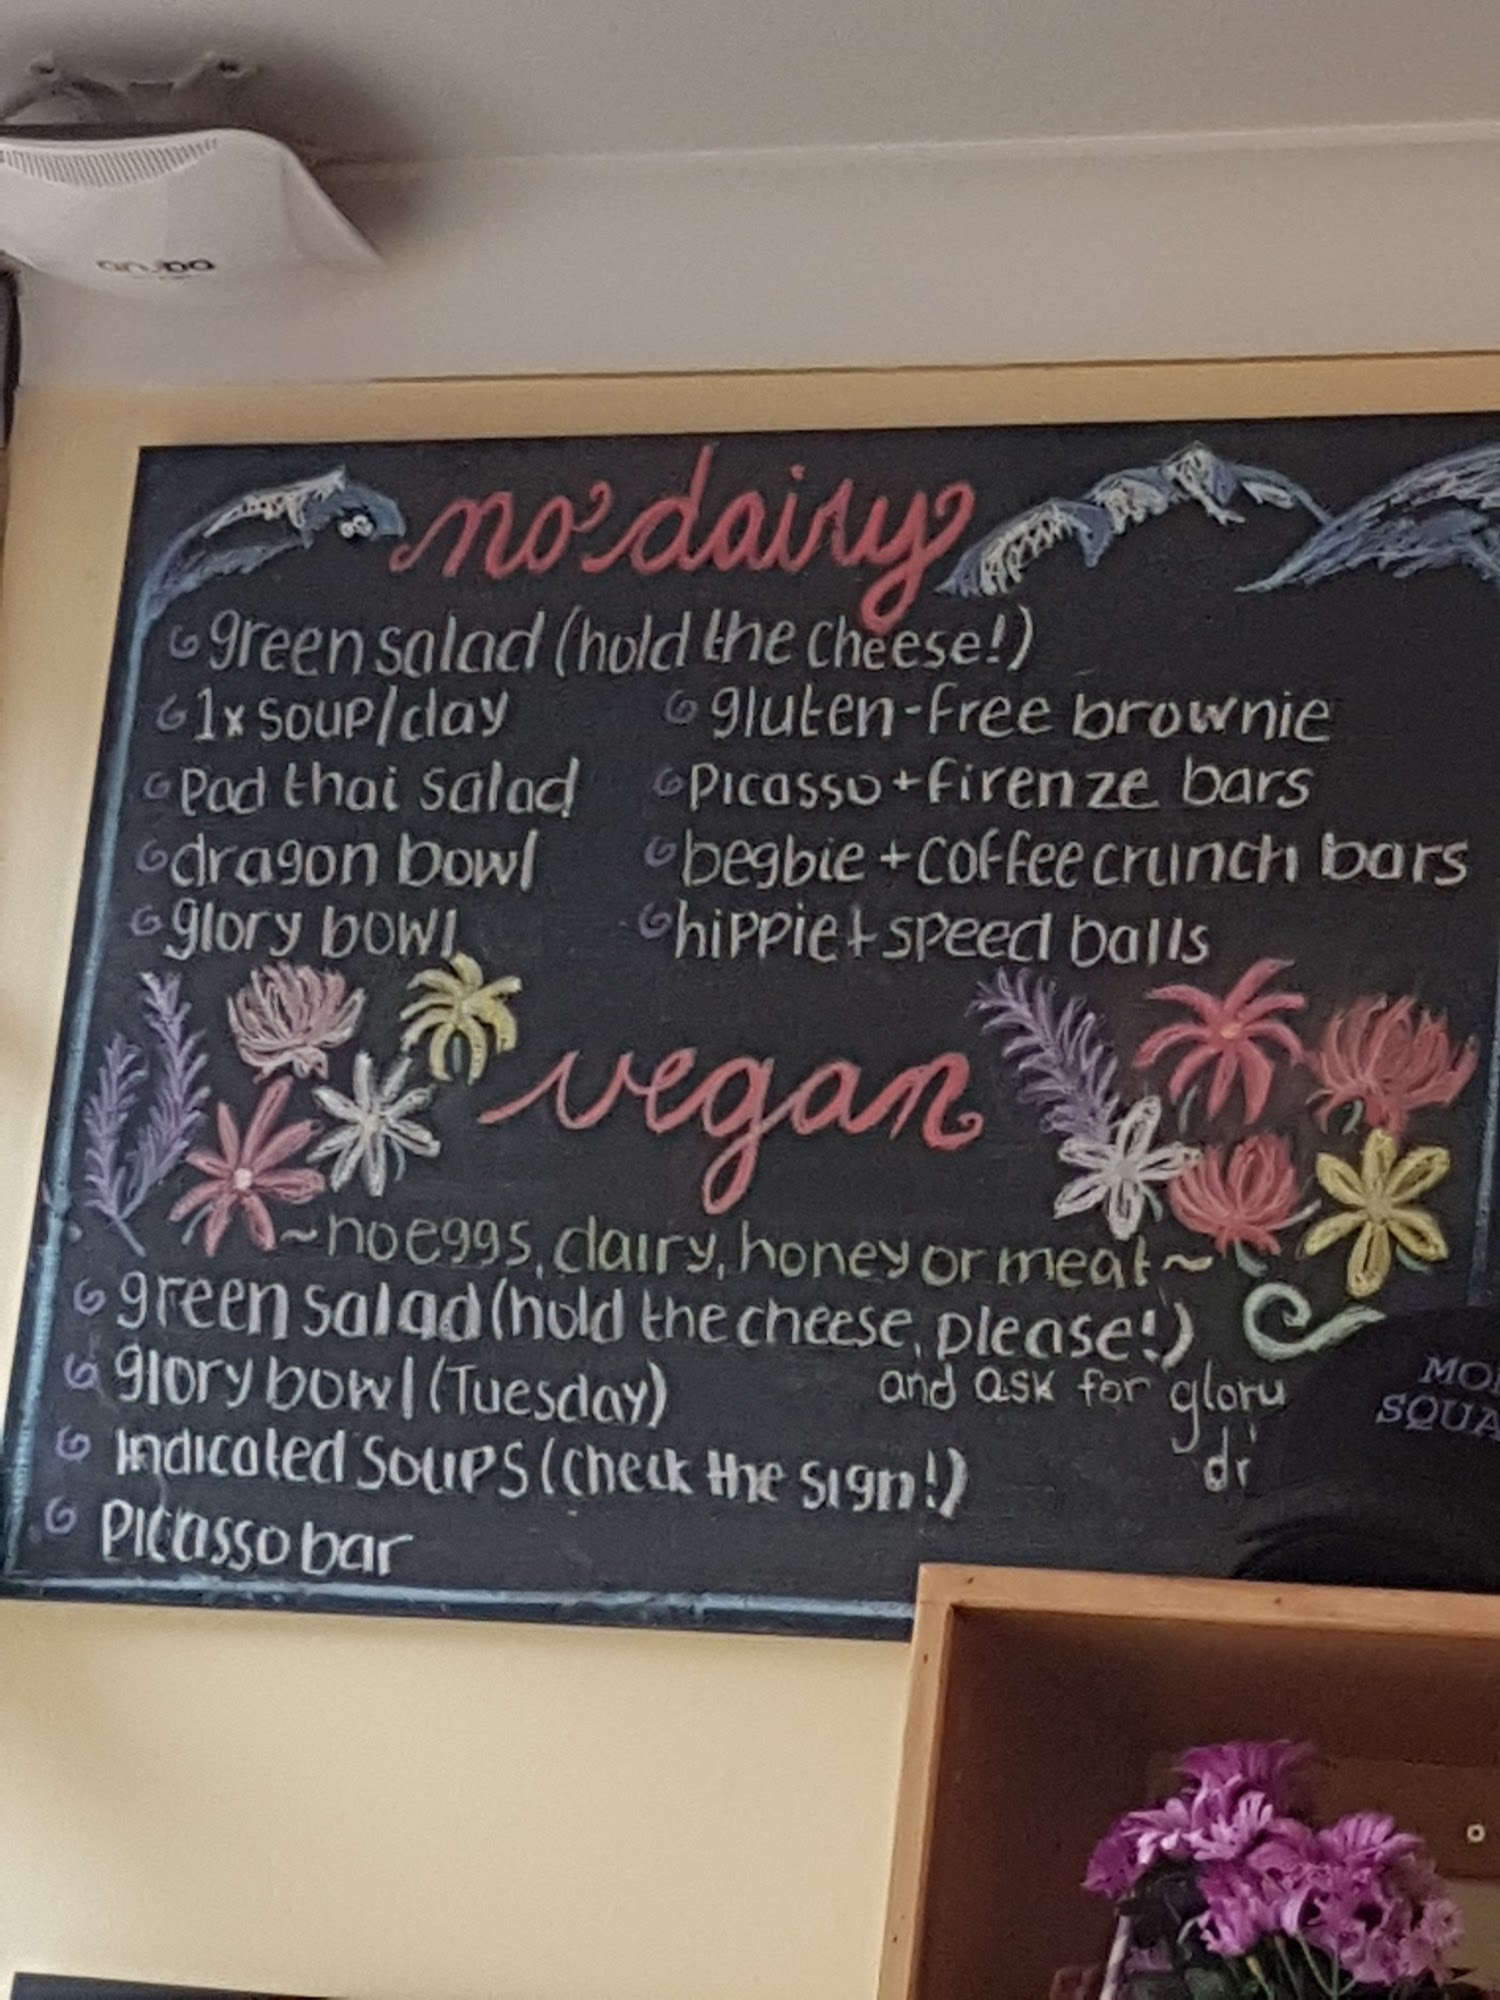 aruba
no dairy
green salad (hold the cheese!)
1x soup/day
Pad thai salad
dragon bowl
glory bowl
gluten-free brownie
Picasso + firenze bars
begbie + coffee crunch bars
hippie + speed balls
vegan
~no eggs, dairy, honey or meat~
green salad (hold the cheese, please!)
and ask for glory
dr
glory bowl (Tuesday)
Indicated Soups (check the sign!)
Picasso bar